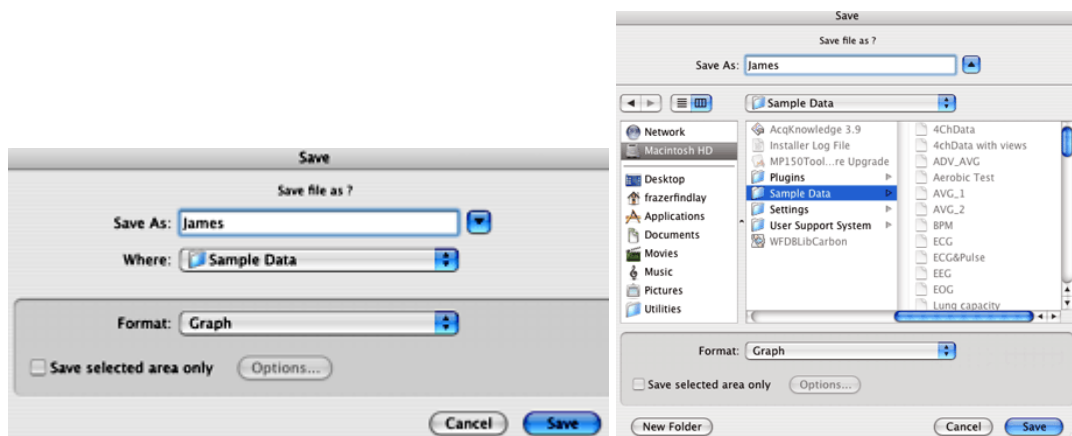 Save
Save file as ?
Save As: James
Where: Sample Data
Format: Graph
Save selected area only Options...
Cancel Save
Save
Save file as ?
Save As: James
Sample Data
Network
Macintosh HD
Desktop
frazerfindlay
Applications
Documents
Movies
Music
Pictures
Utilities
AcqKnowledge 3.9
Installer Log File
MP150Tool...re Upgrade
Plugins
Sample Data
Settings
User Support System
WFDBLibCarbon
4ChData
4chData with views
ADV_AVG
Aerobic Test
AVG_1
AVG_2
BPM
ECG
ECG&Pulse
EEG
EOG
Lung capacity
Format: Graph
Save selected area only Options...
New Folder Cancel Save